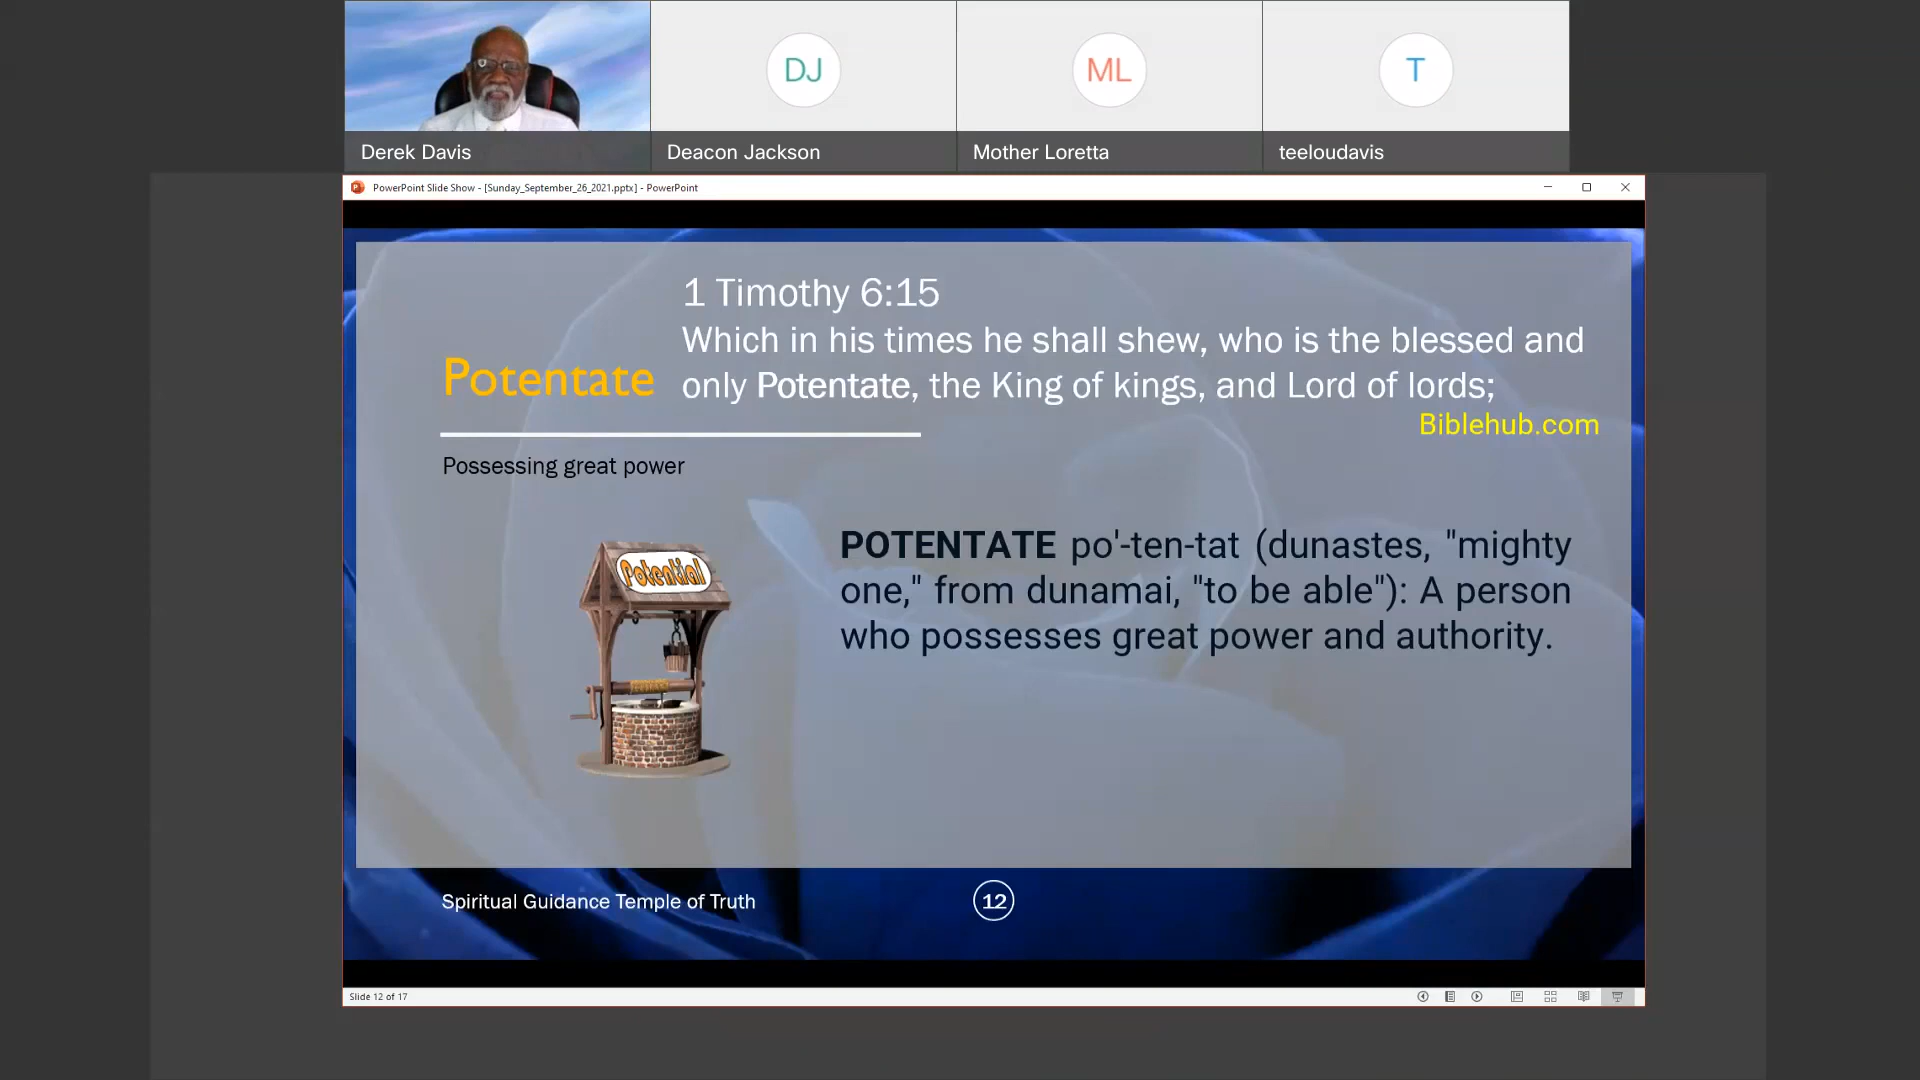 DJ
ML
T
Derek Davis
Deacon Jackson
Mother Loretta
teeloudavis
PowerPoint Slide Show - [Sunday_September_26_2021.pptx] - PowerPoint
1 Timothy 6:15
Which in his times he shall shew, who is the blessed and
only Potentate, the King of kings, and Lord of lords;
Biblehub.com
Potentate
Possessing great power
Potential
POTENTATE po'-ten-tat (dunastes, "mighty
one," from dunamai, "to be able"): A person
who possesses great power and authority.
Spiritual Guidance Temple of Truth
12
Slide 12 of 17